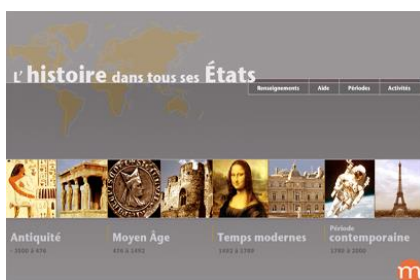 L'histoire dans tous ses États
Renseignements Aide Périodes Activités
Antiquité
- 3000 à 476
Moyen Âge
476 à 1492
Temps modernes
1492 à 1789
Période
contemporaine
1789 à 2000
m